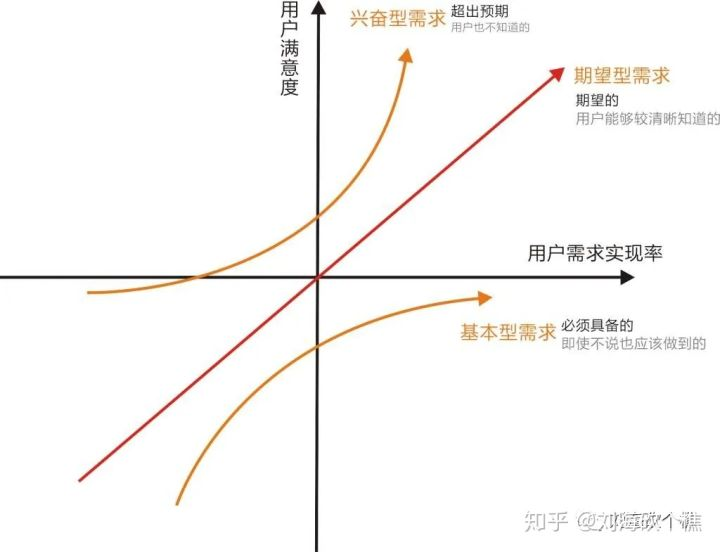 用户满意度
兴奋型需求
超出预期
用户也不知道的
期望型需求
期望的
用户能够较清晰知道的
用户需求实现率
基本型需求
必须具备的
即使不说也应该做到的
知乎